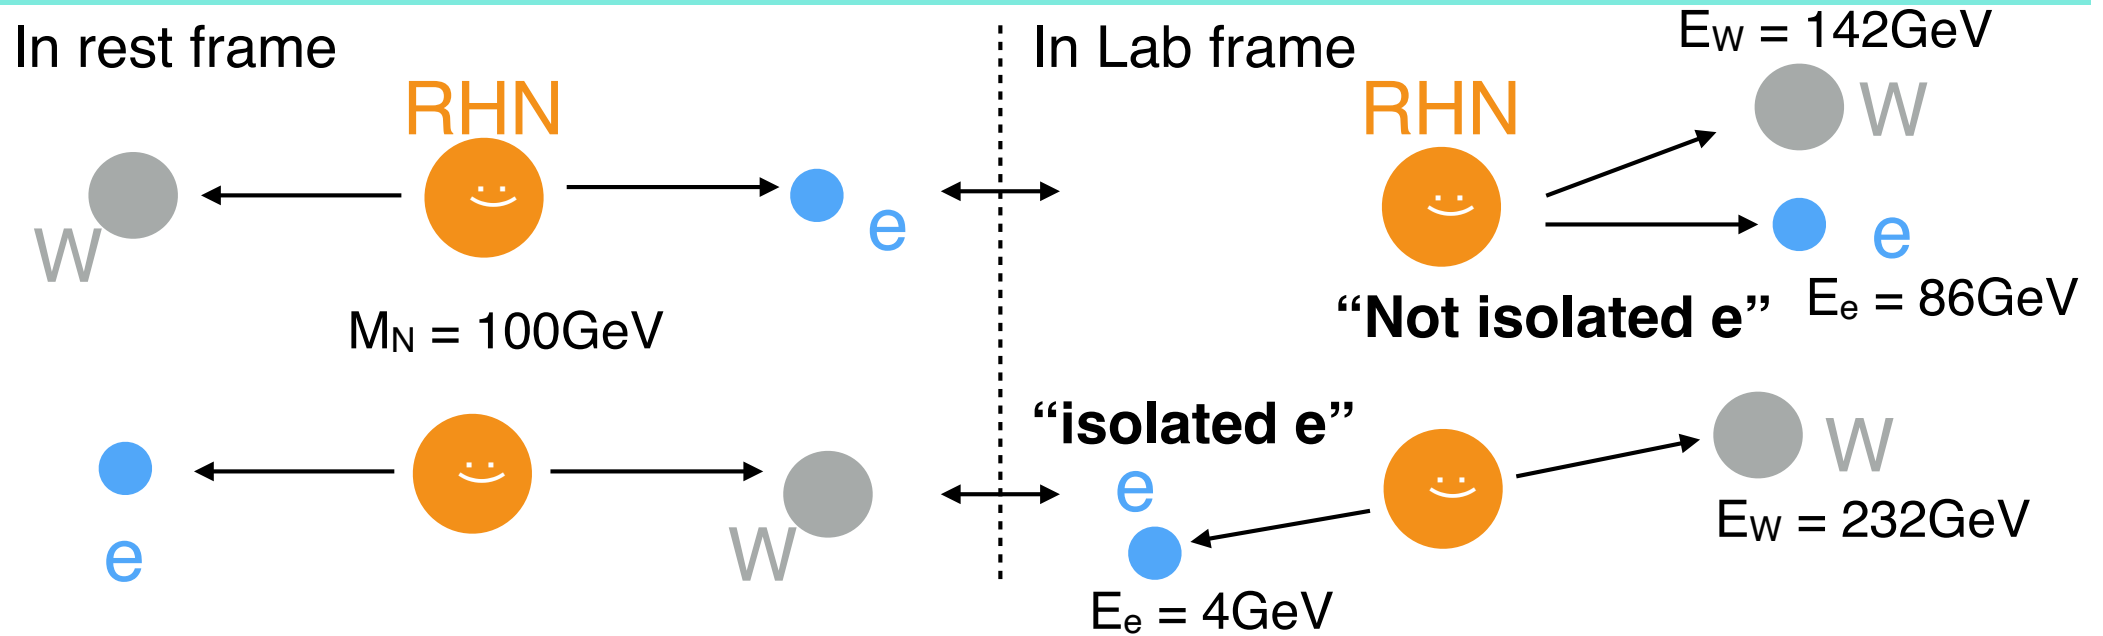 In rest frame
RHN
W
e
M_N = 100GeV
e
W
In Lab frame
E_W = 142GeV
RHN
W
e
“Not isolated e”
E_e = 86GeV
“isolated e”
e
W
E_W = 232GeV
E_e = 4GeV